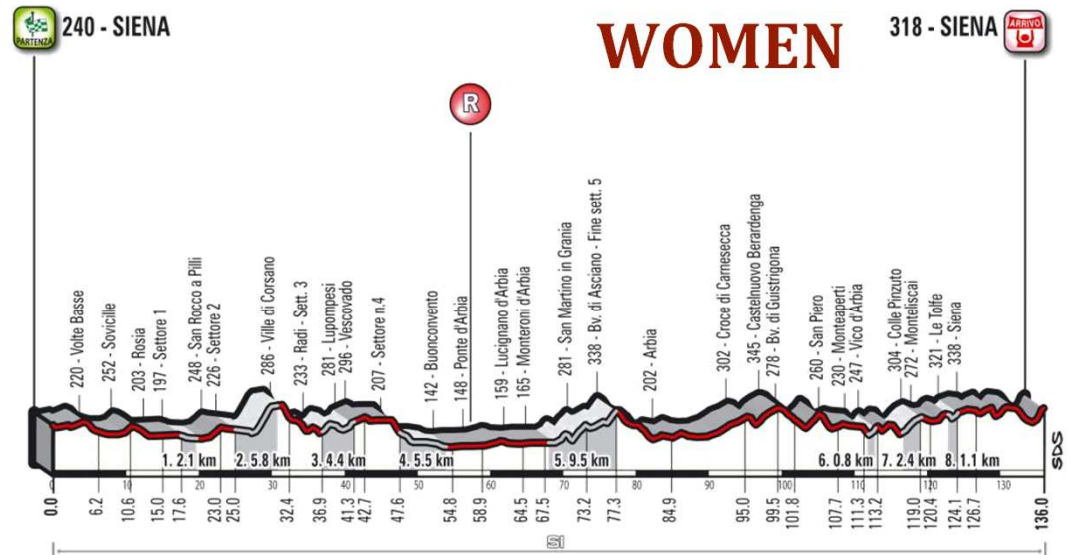 PARTENZA
240 - SIENA
WOMEN
318 - SIENA
ARRIVO
R
220 - Volte Basse
252 - Sovicille
203 - Rosia
197 - Settore 1
248 - San Rocco a Pilli
226 - Settore 2
286 - Ville di Corsano
233 - Radi - Sett. 3
281 - Lupompesi
296 - Vescovado
207 - Settore n.4
142 - Buonconvento
148 - Ponte d'Arbia
159 - Lucignano d'Arbia
165 - Monteroni d'Arbia
281 - San Martino in Grania
338 - Bv. di Asciano - Fine sett. 5
202 - Arbia
302 - Croce di Carnesecca
345 - Castelnuovo Berardenga
278 - Bv. di Guistrigona
260 - San Piero
230 - Monteaperti
247 - Vico d'Arbia
304 - Colle Pinzuto
272 - Monteliscai
321 - Le Tolfe
338 - Siena
1. 2.1 km
2. 5.8 km
3. 4.4 km
4. 5.5 km
5. 9.5 km
6. 0.8 km
7. 2.4 km
8. 1.1 km
SDS
0 10 20 30 40 50 60 70 80 90 100 110 120 130
0.0
6.2
10.6
15.0
17.6
23.0
25.0
32.4
36.9
41.3
42.7
47.6
54.8
58.9
64.5
67.5
73.2
77.3
84.9
95.0
99.5
101.8
107.7
111.3
113.2
119.0
120.4
124.1
126.7
136.0
SI